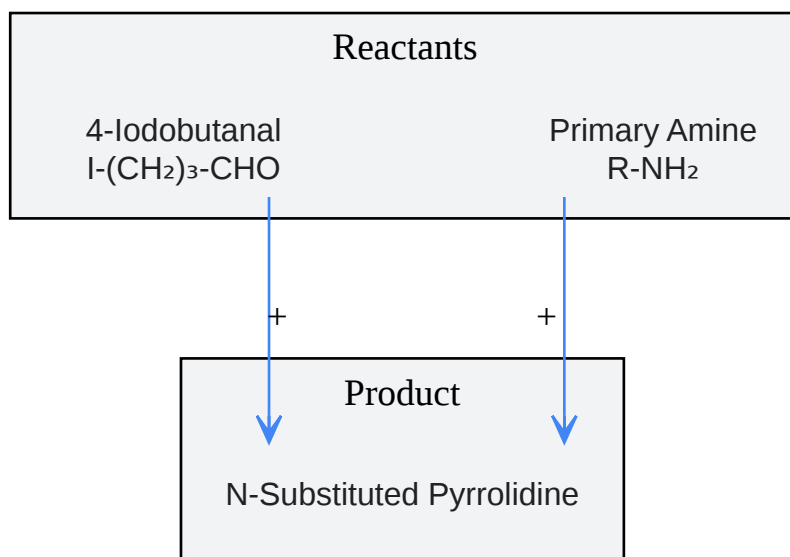 Reactants
4-Iodobutanal
I-(CH₂)₃-CHO
Primary Amine
R-NH₂
+
+
Product
N-Substituted Pyrrolidine